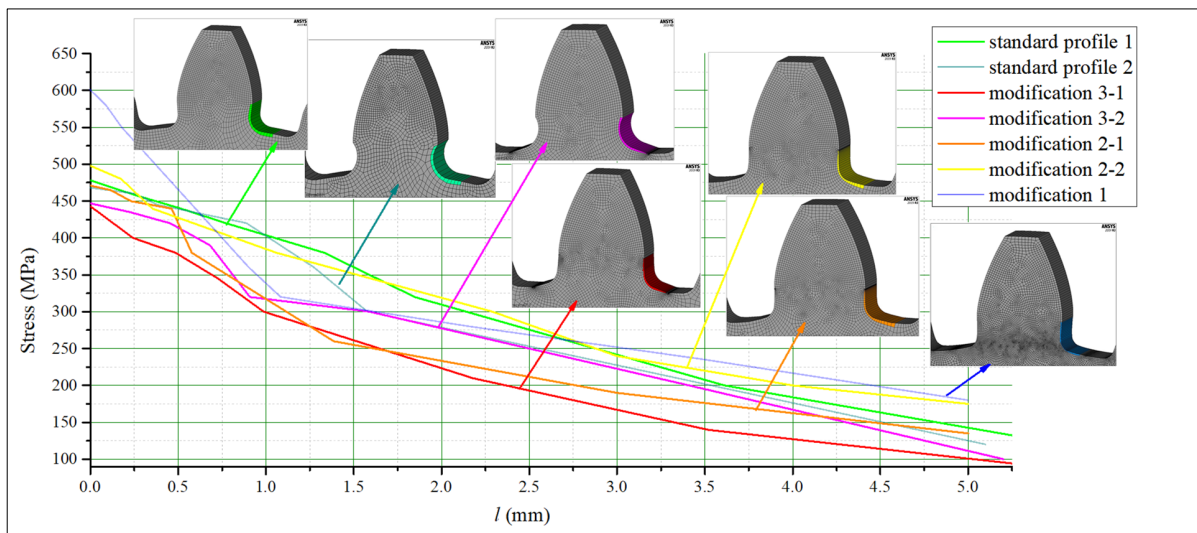 ANSYS
ANSYS
ANSYS
ANSYS
ANSYS
ANSYS
ANSYS
standard profile 1
standard profile 2
modification 3-1
modification 3-2
modification 2-1
modification 2-2
modification 1
Stress (MPa)
650
600
550
500
450
400
350
300
250
200
150
100
0.0 0.5 1.0 1.5 2.0 2.5 3.0 3.5 4.0 4.5 5.0
l (mm)